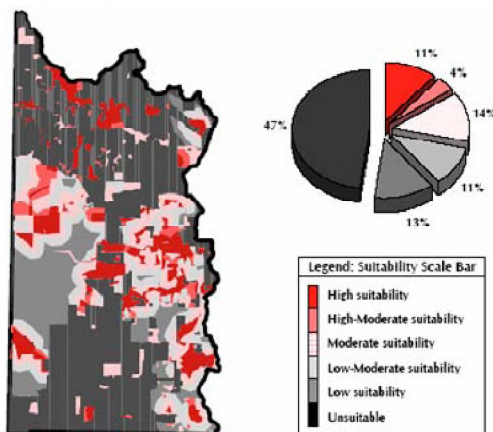 11%
4%
14%
11%
13%
47%
Legend: Suitability Scale Bar
High suitability
High-Moderate suitability
Moderate suitability
Low-Moderate suitability
Low suitability
Unsuitable